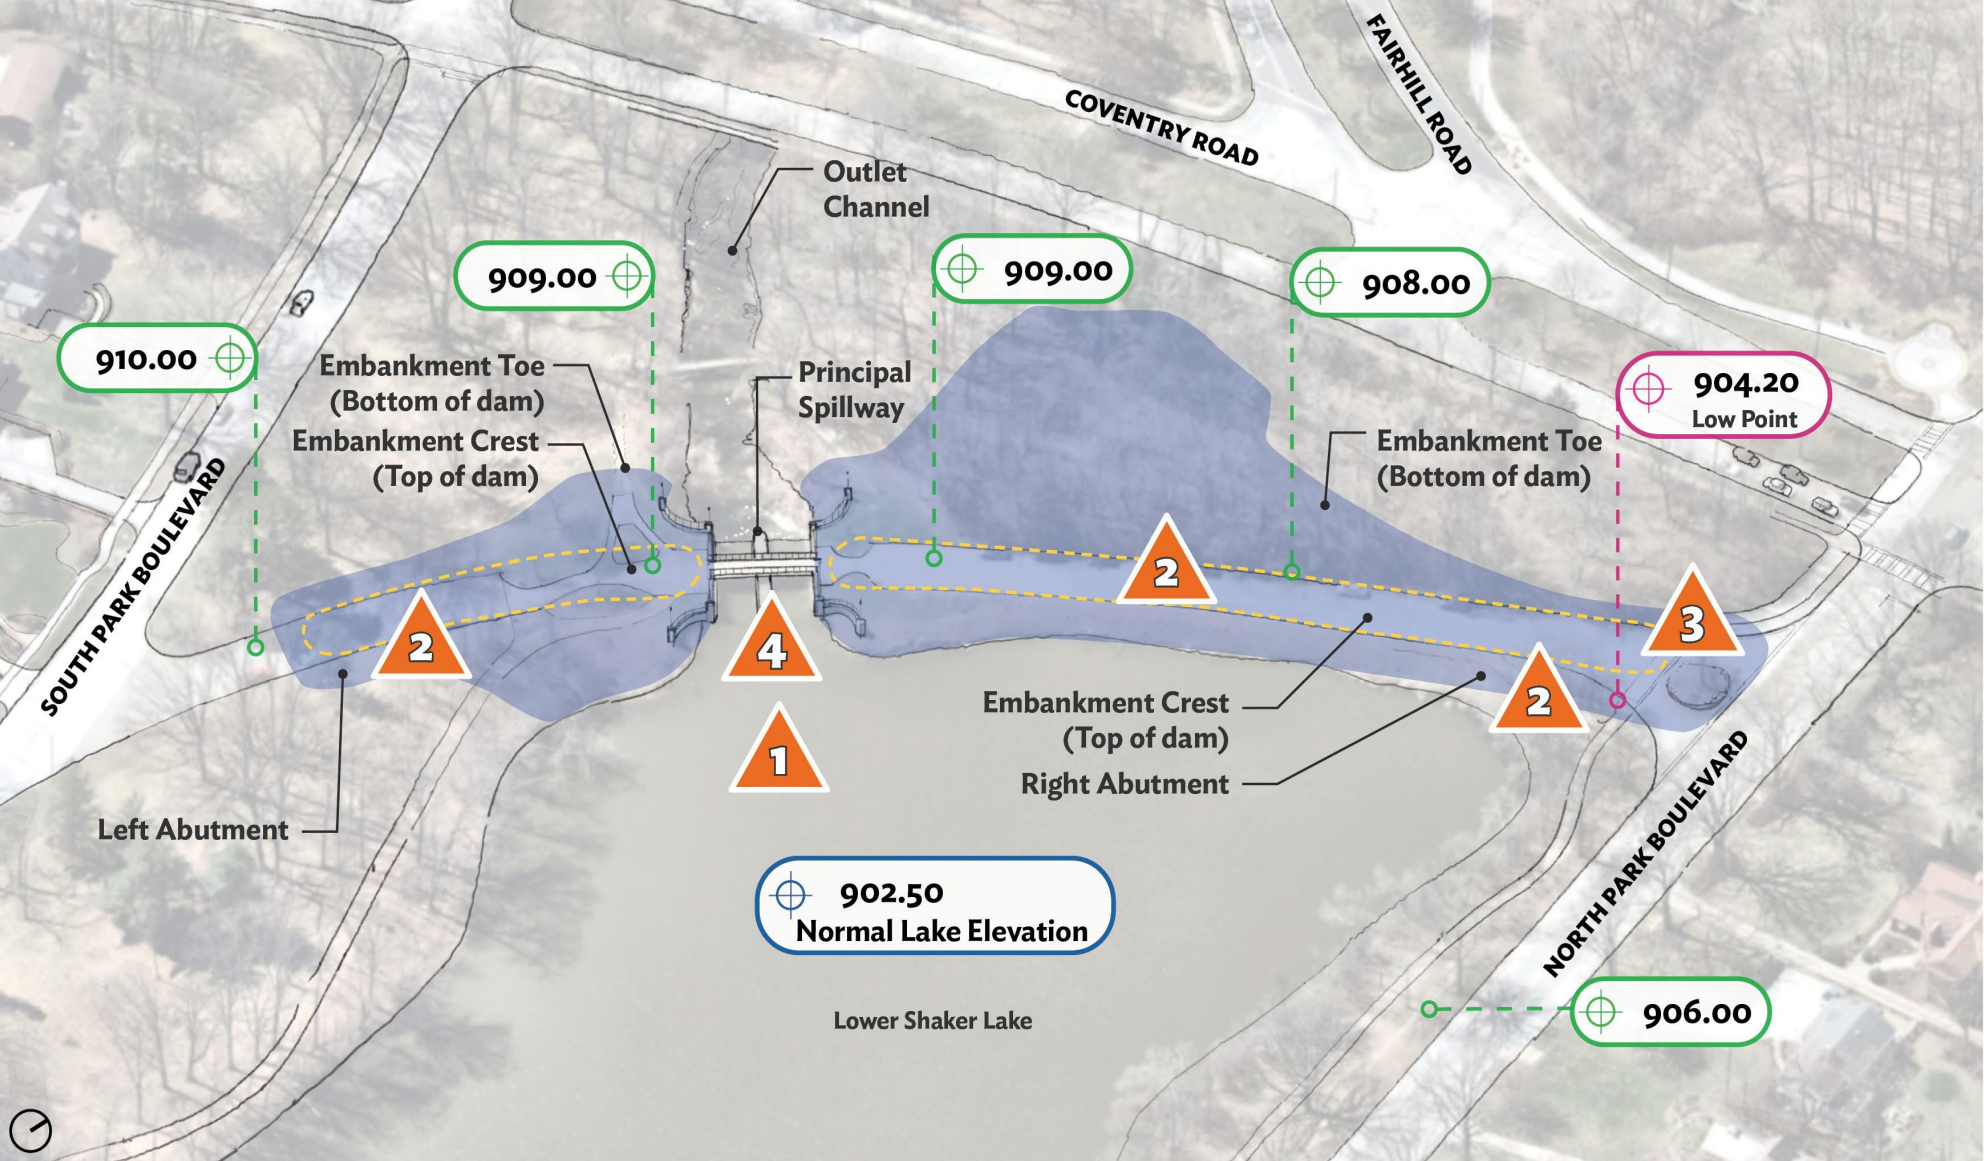 FAIRHILL ROAD
COVENTRY ROAD
Outlet
Channel
909.00
909.00
908.00
910.00
904.20
Low Point
Embankment Toe
(Bottom of dam)
Embankment Crest
(Top of dam)
Principal
Spillway
Embankment Toe
(Bottom of dam)
SOUTH PARK BOULEVARD
2
2
3
4
2
1
Embankment Crest
(Top of dam)
Right Abutment
Left Abutment
NORTH PARK BOULEVARD
902.50
Normal Lake Elevation
906.00
Lower Shaker Lake